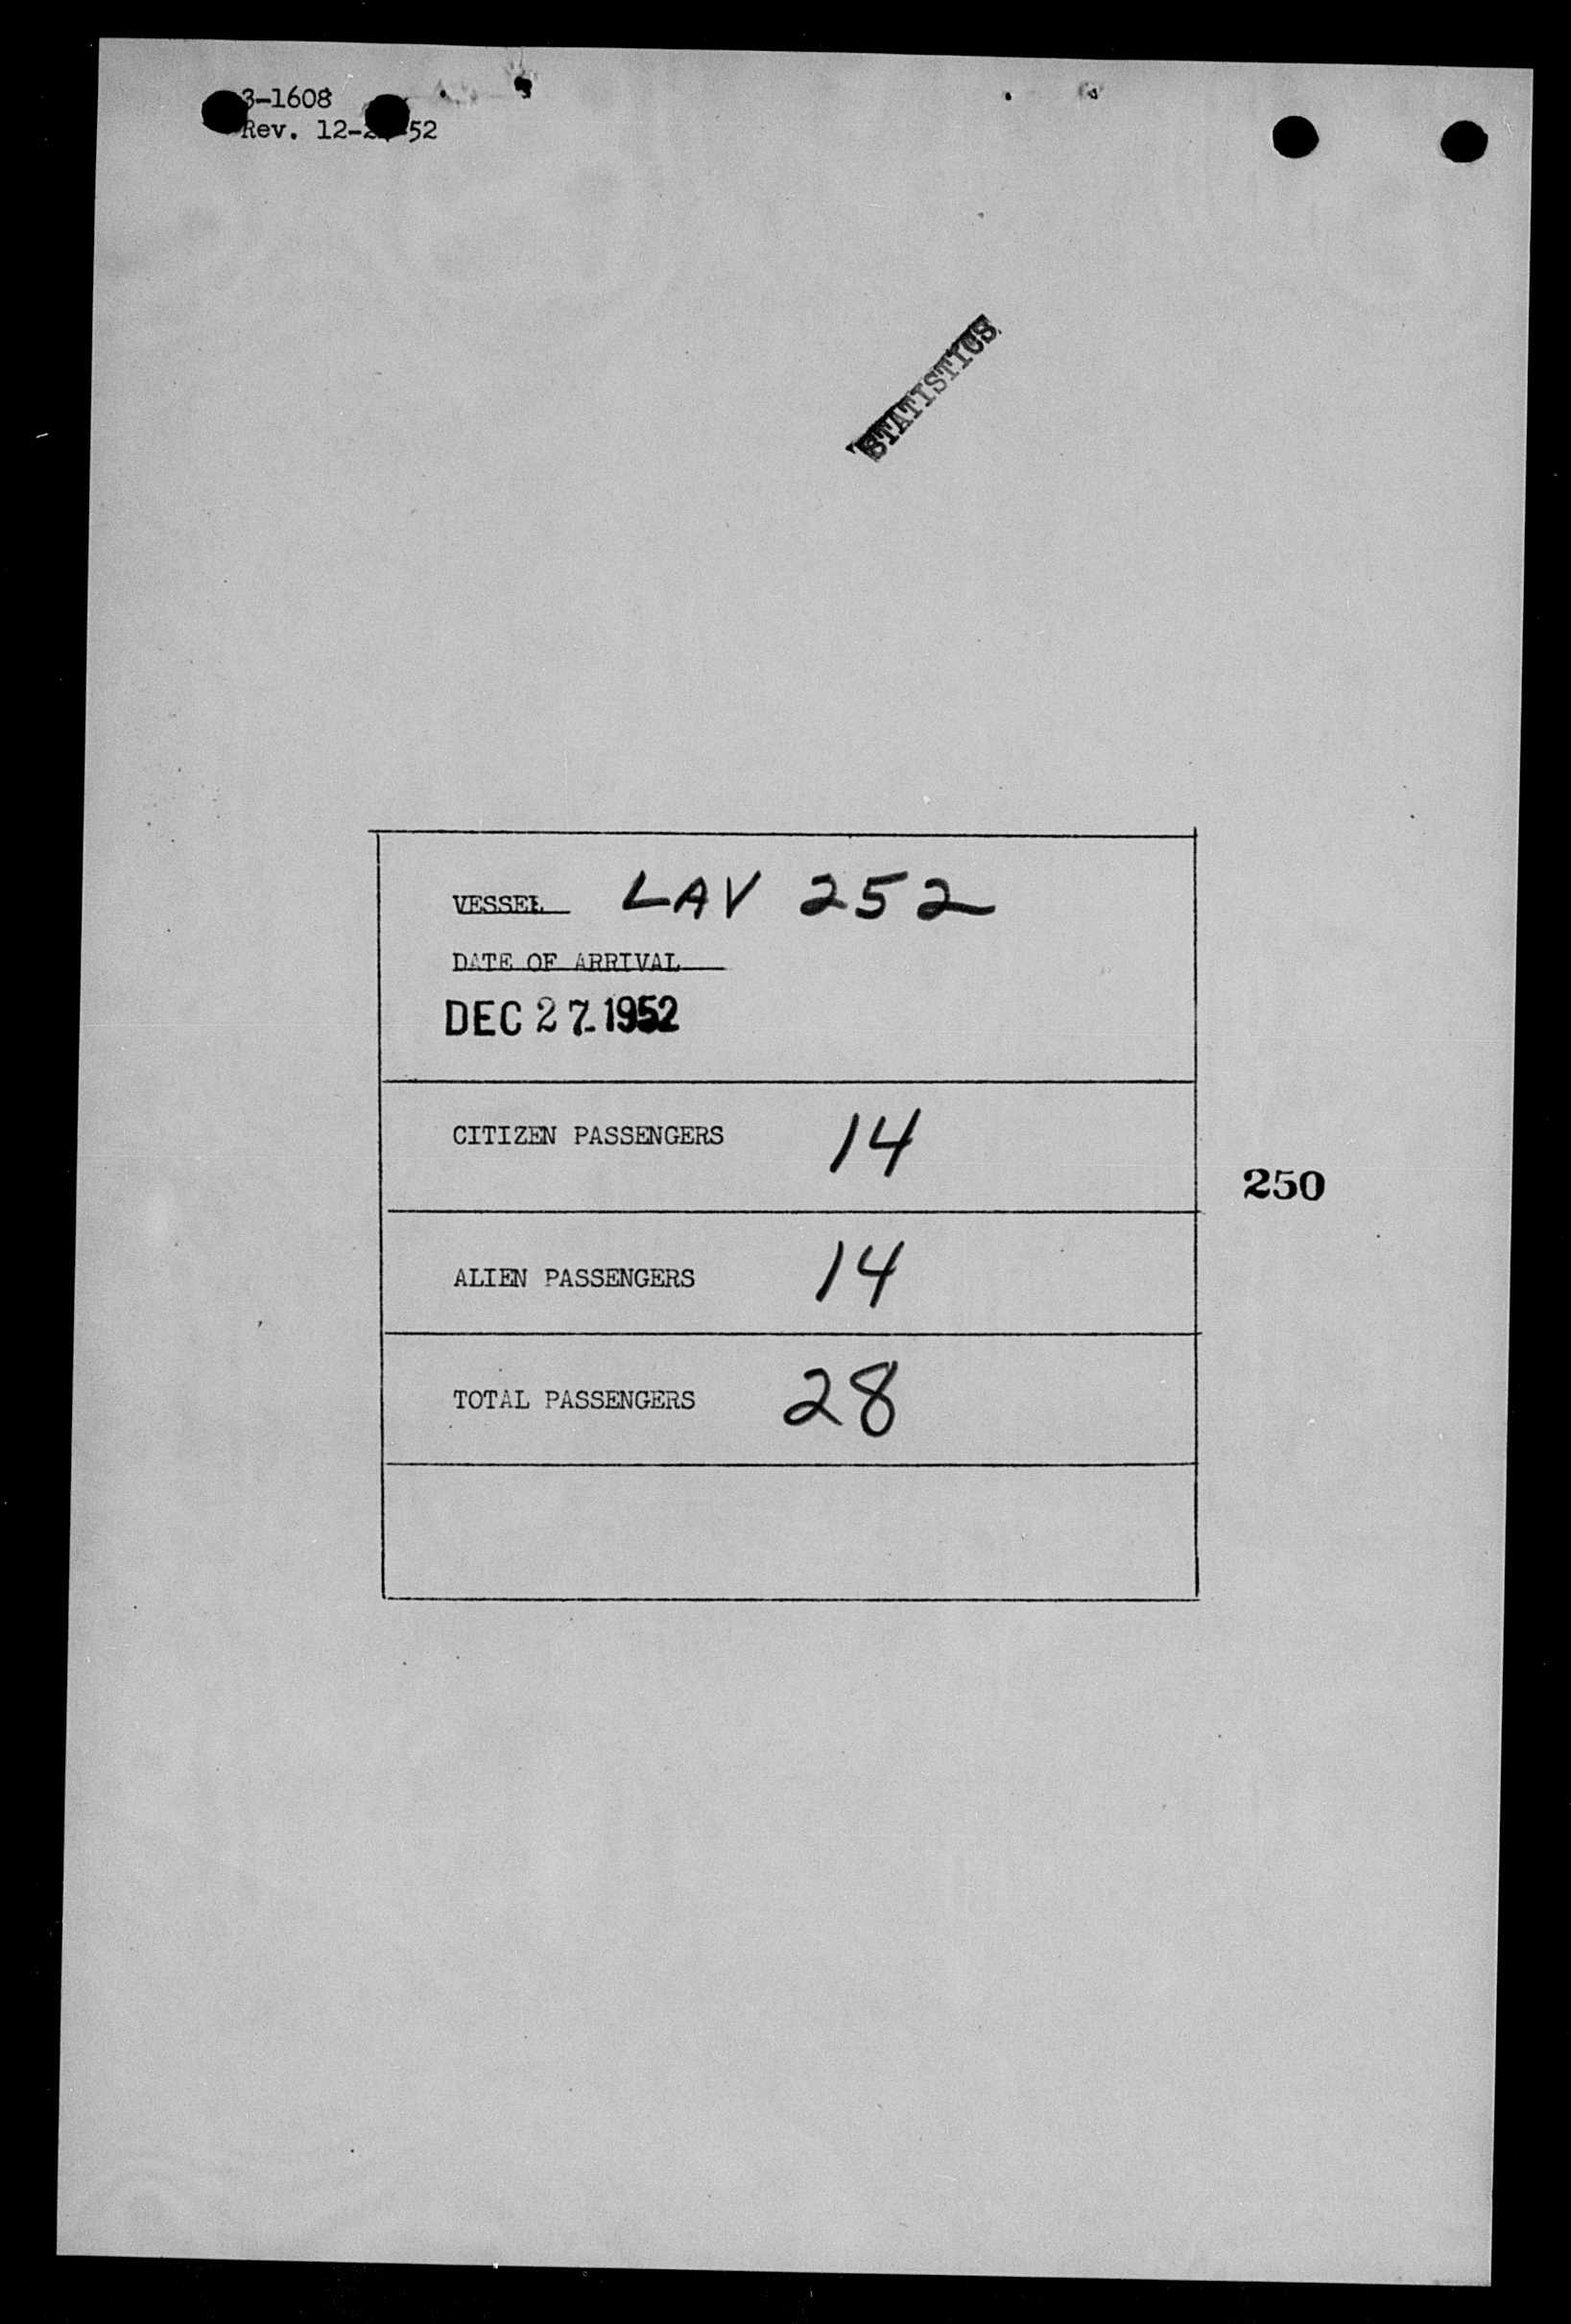 3-1608
Rev. 12- 52
STATISTICS
VESSEL LAV 252
DATE OF ARRIVAL
DEC 27 1952
CITIZEN PASSENGERS 14
250
ALIEN PASSENGERS 14
TOTAL PASSENGERS 28